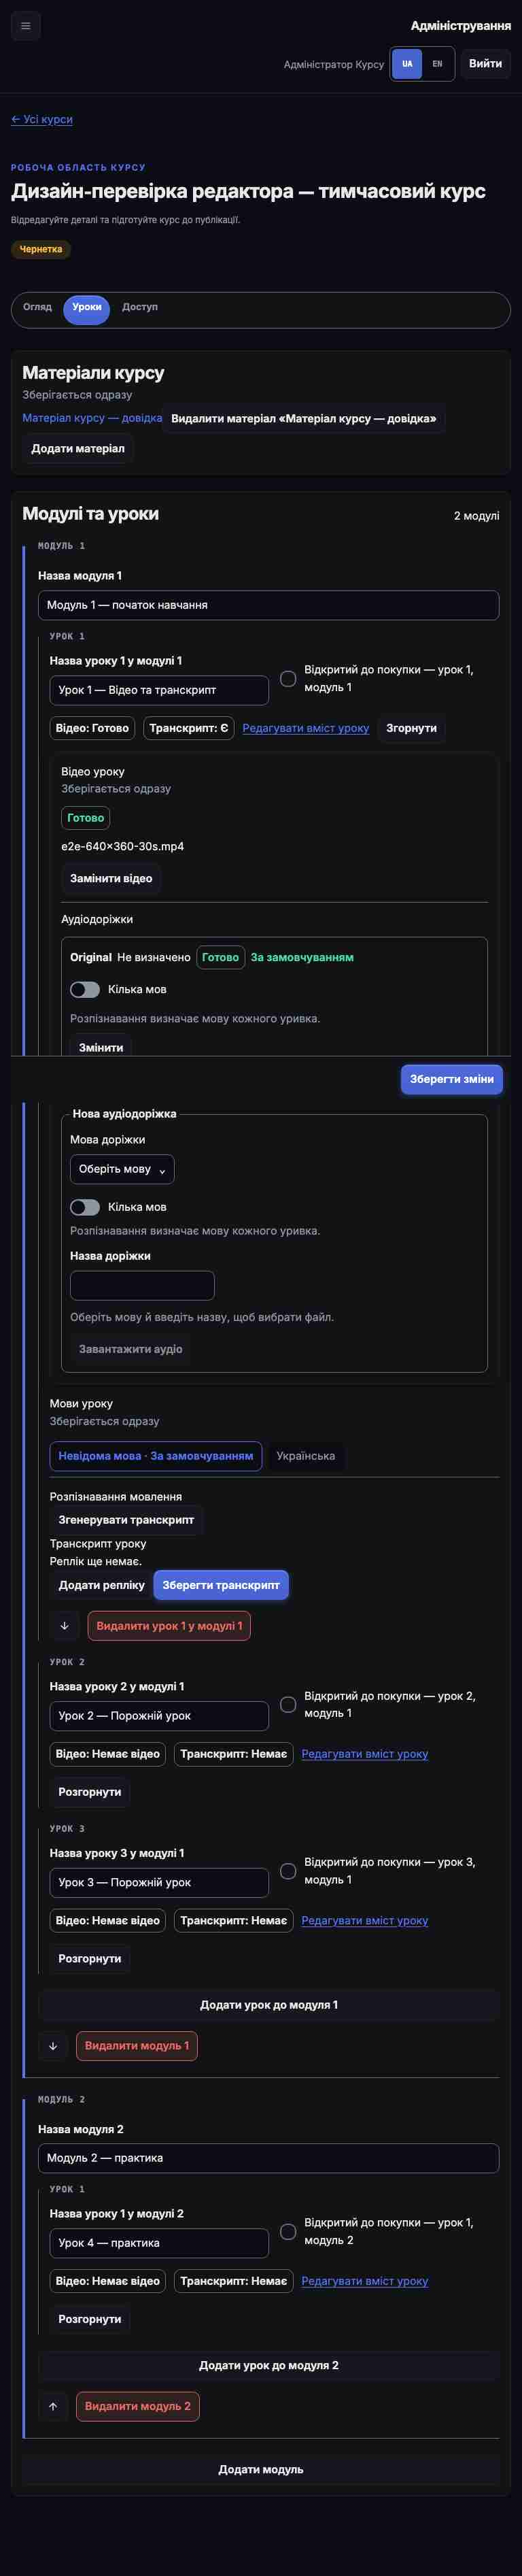 Адміністрування
Адміністратор Курсу
UA
EN
Вийти
← Усі курси
РОБОЧА ОБЛАСТЬ КУРСУ
Дизайн-перевірка редактора — тимчасовий курс
Відредагуйте деталі та підготуйте курс до публікації.
Чернетка
Огляд
Уроки
Доступ
Матеріали курсу
Зберігається одразу
Матеріал курсу — довідка
Видалити матеріал «Матеріал курсу — довідка»
Додати матеріал
Модулі та уроки
2 модулі
МОДУЛЬ 1
Назва модуля 1
Модуль 1 — початок навчання
УРОК 1
Назва уроку 1 у модулі 1
Урок 1 — Відео та транскрипт
Відкритий до покупки — урок 1,
модуль 1
Відео: Готово
Транскрипт: Є
Редагувати вміст уроку
Згорнути
Відео уроку
Зберігається одразу
Готово
e2e-640x360-30s.mp4
Замінити відео
Аудіодоріжки
Original Не визначено Готово За замовчуванням
Кілька мов
Розпізнавання визначає мову кожного уривка.
Змінити
Зберегти зміни
Нова аудіодоріжка
Мова доріжки
Оберіть мову
Кілька мов
Розпізнавання визначає мову кожного уривка.
Назва доріжки
Оберіть мову й введіть назву, щоб вибрати файл.
Завантажити аудіо
Мови уроку
Зберігається одразу
Невідома мова · За замовчуванням
Українська
Розпізнавання мовлення
Згенерувати транскрипт
Транскрипт уроку
Реплік ще немає.
Додати репліку
Зберегти транскрипт
↓
Видалити урок 1 у модулі 1
УРОК 2
Назва уроку 2 у модулі 1
Урок 2 — Порожній урок
Відкритий до покупки — урок 2,
модуль 1
Відео: Немає відео
Транскрипт: Немає
Редагувати вміст уроку
Розгорнути
УРОК 3
Назва уроку 3 у модулі 1
Урок 3 — Порожній урок
Відкритий до покупки — урок 3,
модуль 1
Відео: Немає відео
Транскрипт: Немає
Редагувати вміст уроку
Розгорнути
Додати урок до модуля 1
↓
Видалити модуль 1
МОДУЛЬ 2
Назва модуля 2
Модуль 2 — практика
УРОК 1
Назва уроку 1 у модулі 2
Урок 4 — практика
Відкритий до покупки — урок 1,
модуль 2
Відео: Немає відео
Транскрипт: Немає
Редагувати вміст уроку
Розгорнути
Додати урок до модуля 2
↑
Видалити модуль 2
Додати модуль